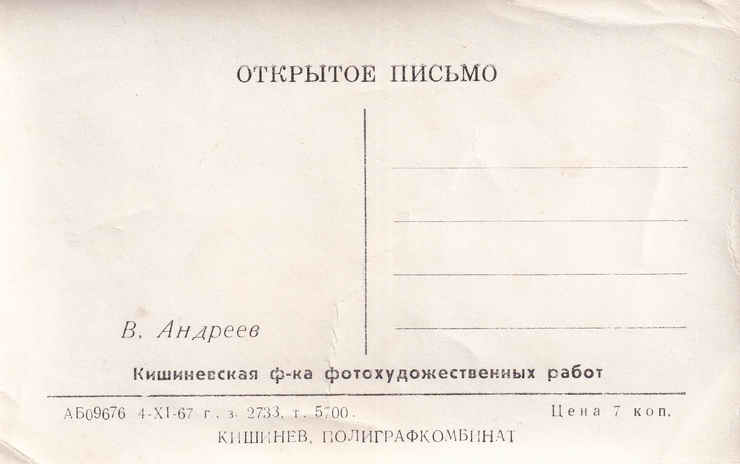 ОТКРЫТОЕ ПИСЬМО
В. Андреев
Кишиневская ф-ка фотохудожественных работ
АБ09676 4-XI-67 г. з. 2733, т. 5700.
Цена 7 коп.
КИШИНЕВ, ПОЛИГРАФКОМБИНАТ